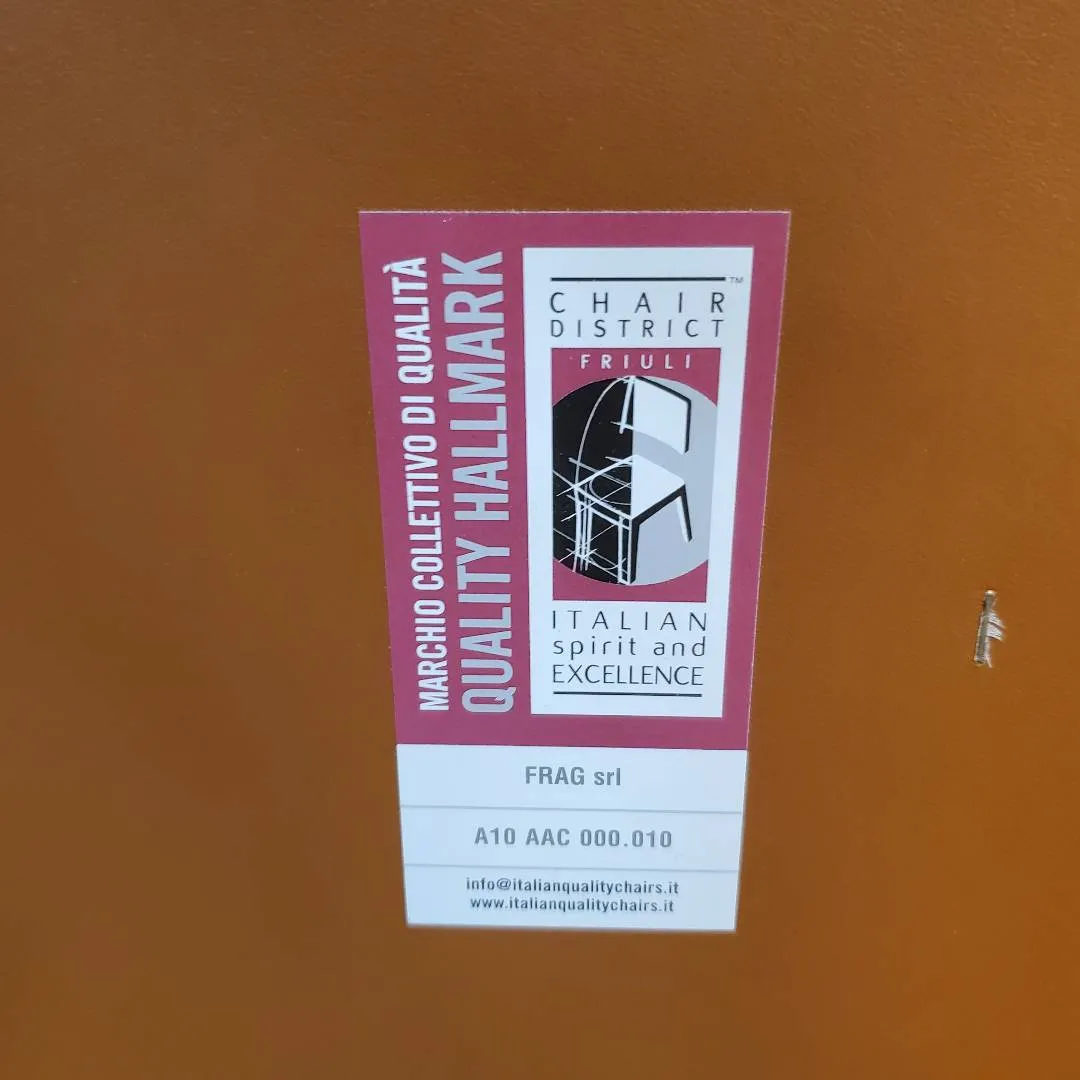 MARCHIO COLLETTIVO DI QUALITÀ
QUALITY HALLMARK
CHAIR™
DISTRICT
FRIULI
ITALIAN
spirit and
EXCELLENCE
FRAG srl
A10 AAC 000.010
info@italianqualitychairs.it
www.italianqualitychairs.it